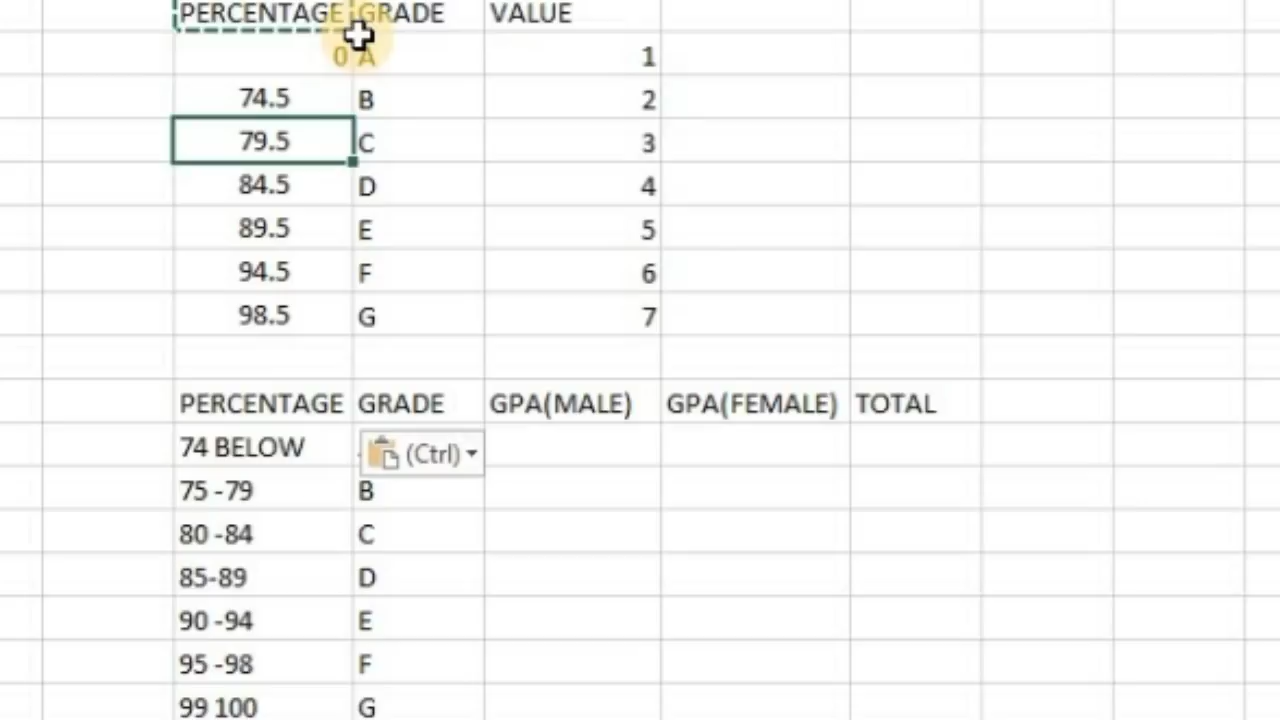 PERCENTAGE GRADE VALUE
0 A 1
74.5 B 2
79.5 C 3
84.5 D 4
89.5 E 5
94.5 F 6
98.5 G 7
PERCENTAGE GRADE GPA(MALE) GPA(FEMALE) TOTAL
74 BELOW (Ctrl)
75 -79 B
80 -84 C
85-89 D
90 -94 E
95 -98 F
99 100 G